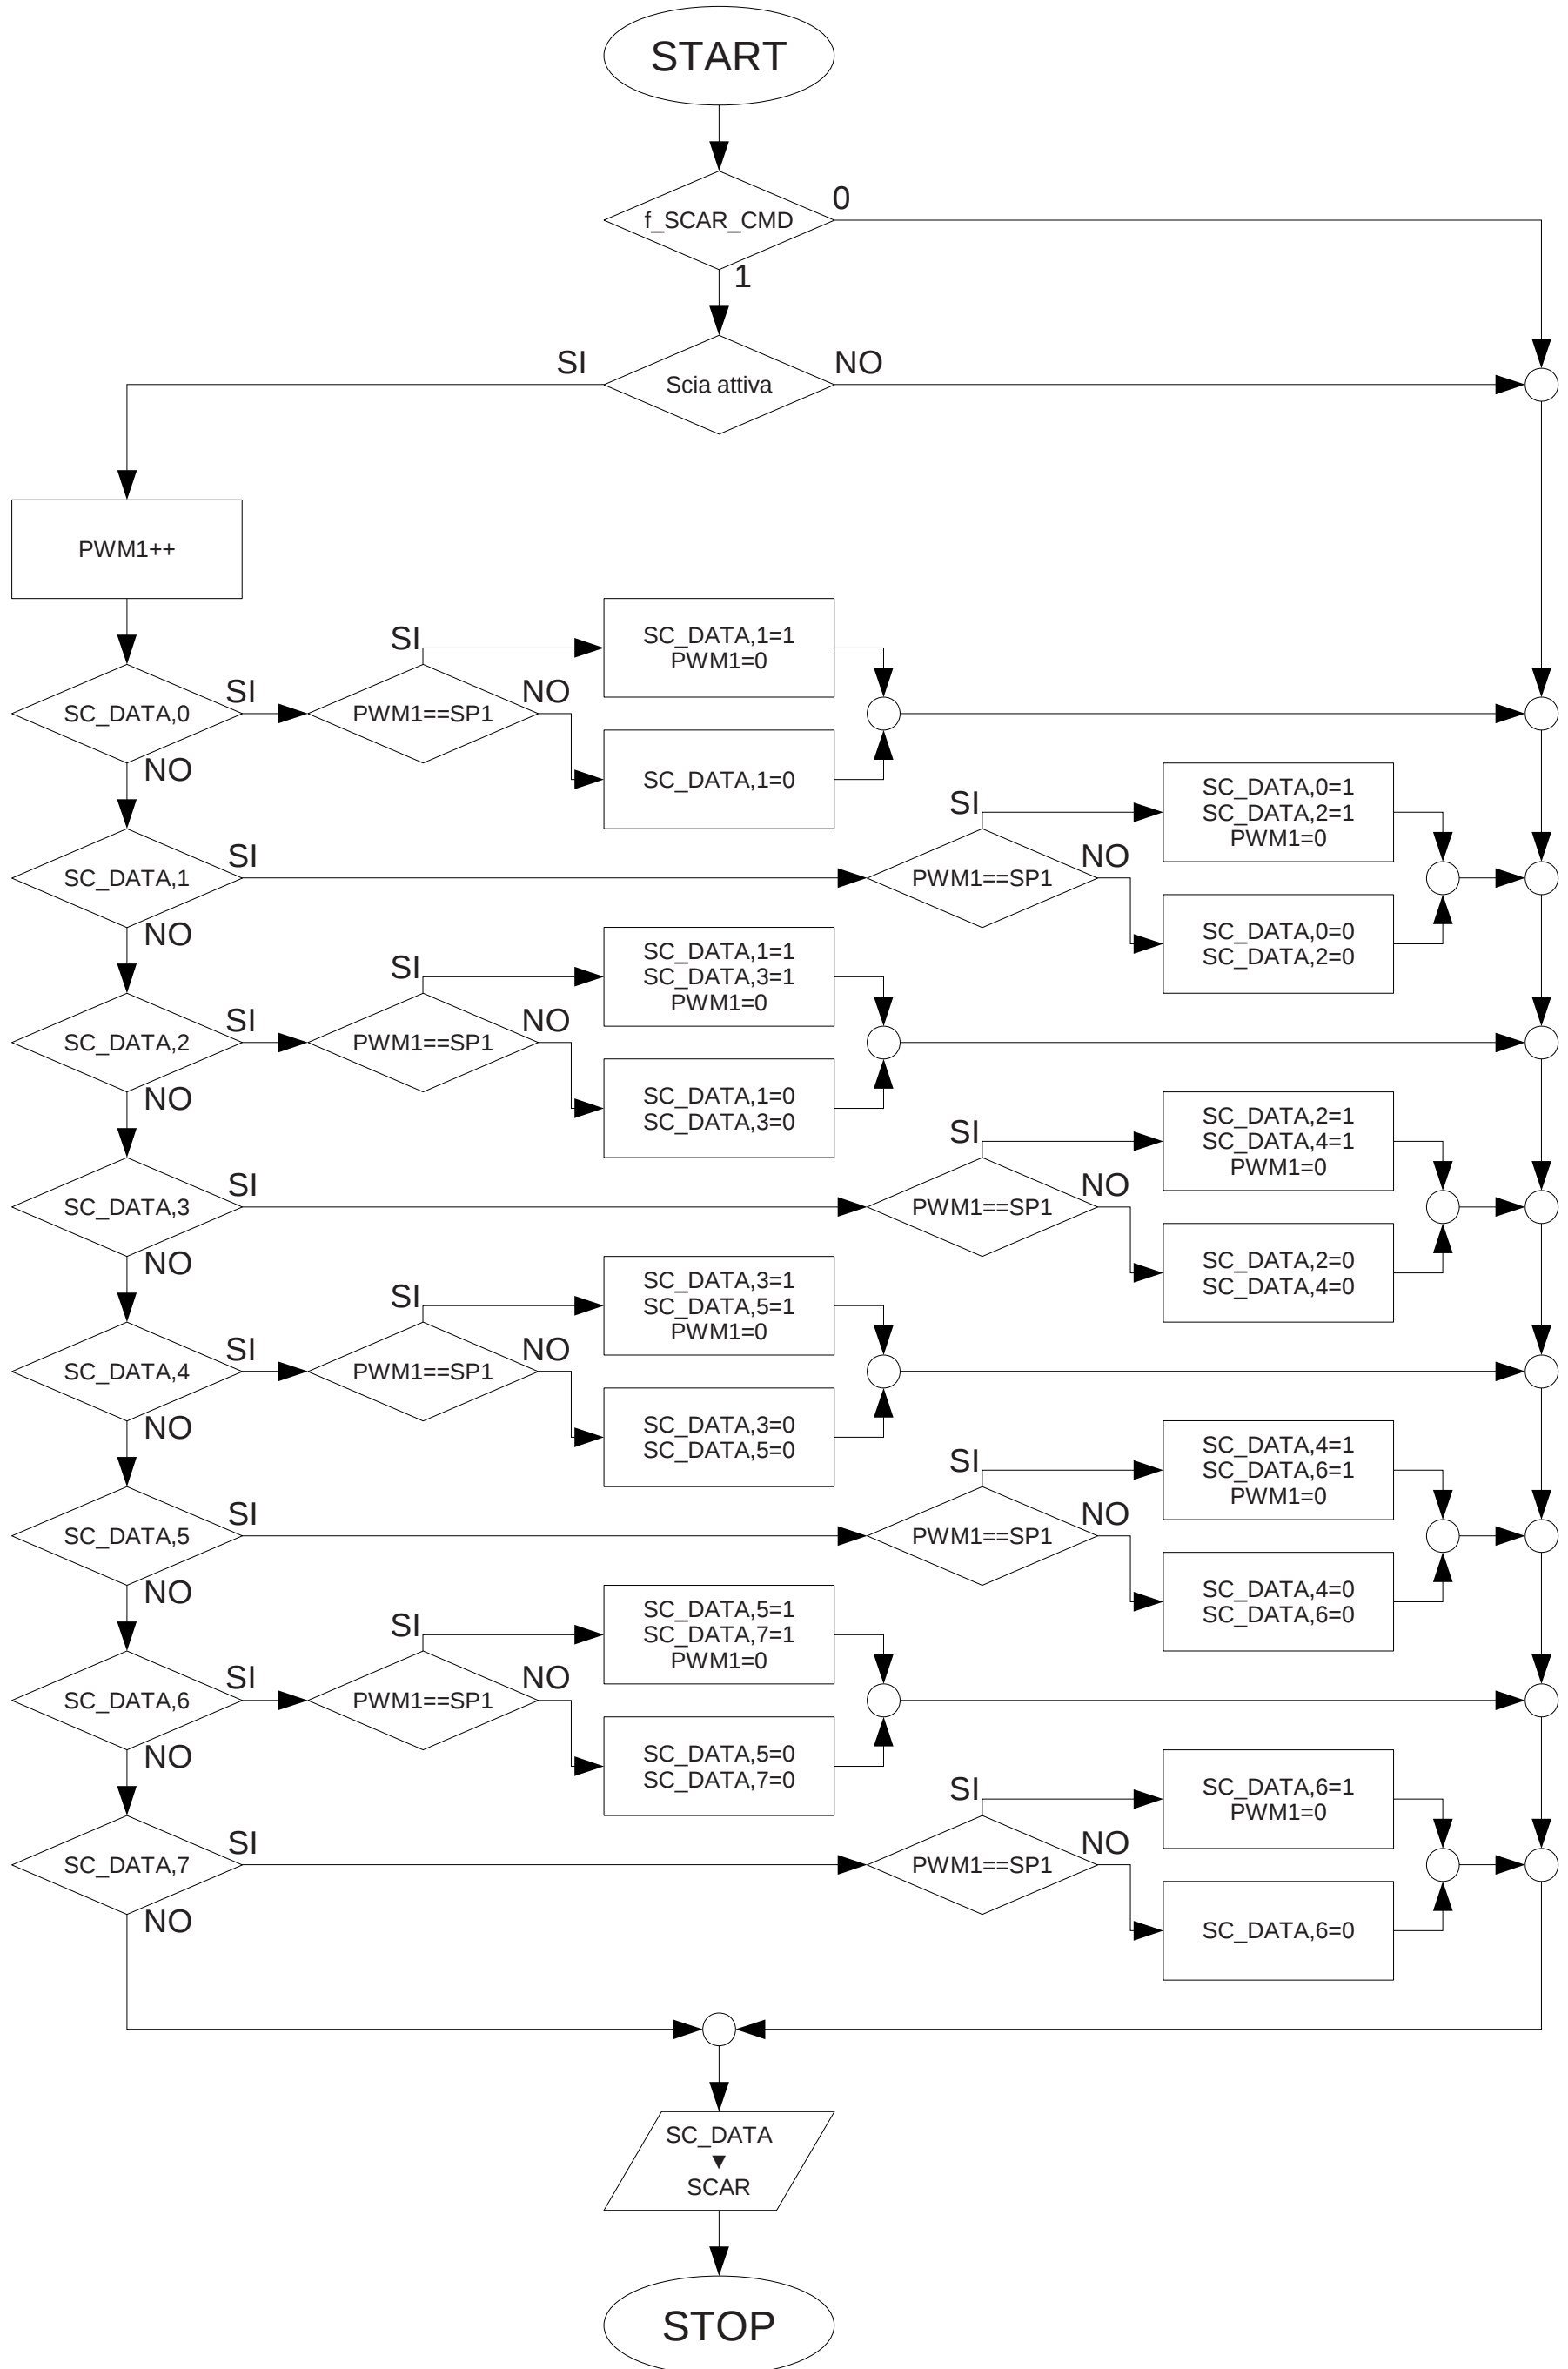 START
f_SCAR_CMD
0
1
Scia attiva
SI
NO
PWM1++
SC_DATA,0
SI
NO
PWM1==SP1
SI
NO
SC_DATA,1=1
PWM1=0
SC_DATA,1=0
SC_DATA,1
SI
NO
PWM1==SP1
SI
NO
SC_DATA,0=1
SC_DATA,2=1
PWM1=0
SC_DATA,0=0
SC_DATA,2=0
SC_DATA,2
SI
NO
PWM1==SP1
SI
NO
SC_DATA,1=1
SC_DATA,3=1
PWM1=0
SC_DATA,1=0
SC_DATA,3=0
SC_DATA,3
SI
NO
PWM1==SP1
SI
NO
SC_DATA,2=1
SC_DATA,4=1
PWM1=0
SC_DATA,2=0
SC_DATA,4=0
SC_DATA,4
SI
NO
PWM1==SP1
SI
NO
SC_DATA,3=1
SC_DATA,5=1
PWM1=0
SC_DATA,3=0
SC_DATA,5=0
SC_DATA,5
SI
NO
PWM1==SP1
SI
NO
SC_DATA,4=1
SC_DATA,6=1
PWM1=0
SC_DATA,4=0
SC_DATA,6=0
SC_DATA,6
SI
NO
PWM1==SP1
SI
NO
SC_DATA,5=1
SC_DATA,7=1
PWM1=0
SC_DATA,5=0
SC_DATA,7=0
SC_DATA,7
SI
NO
PWM1==SP1
SI
NO
SC_DATA,6=1
PWM1=0
SC_DATA,6=0
SC_DATA
▼
SCAR
STOP